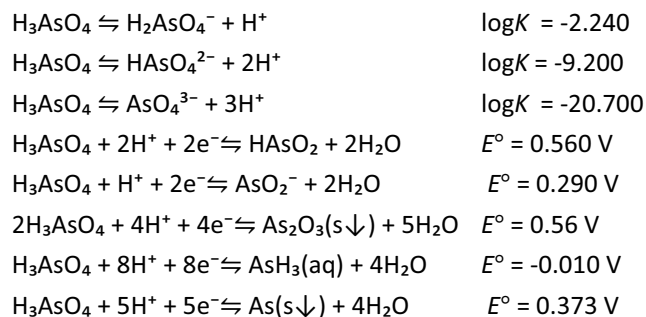 H₃AsO₄ ⇋ H₂AsO₄⁻ + H⁺ logK = -2.240
H₃AsO₄ ⇋ HAsO₄²⁻ + 2H⁺ logK = -9.200
H₃AsO₄ ⇋ AsO₄³⁻ + 3H⁺ logK = -20.700
H₃AsO₄ + 2H⁺ + 2e⁻⇋ HAsO₂ + 2H₂O E° = 0.560 V
H₃AsO₄ + H⁺ + 2e⁻⇋ AsO₂⁻ + 2H₂O E° = 0.290 V
2H₃AsO₄ + 4H⁺ + 4e⁻⇋ As₂O₃(s↓) + 5H₂O E° = 0.56 V
H₃AsO₄ + 8H⁺ + 8e⁻⇋ AsH₃(aq) + 4H₂O E° = -0.010 V
H₃AsO₄ + 5H⁺ + 5e⁻⇋ As(s↓) + 4H₂O E° = 0.373 V